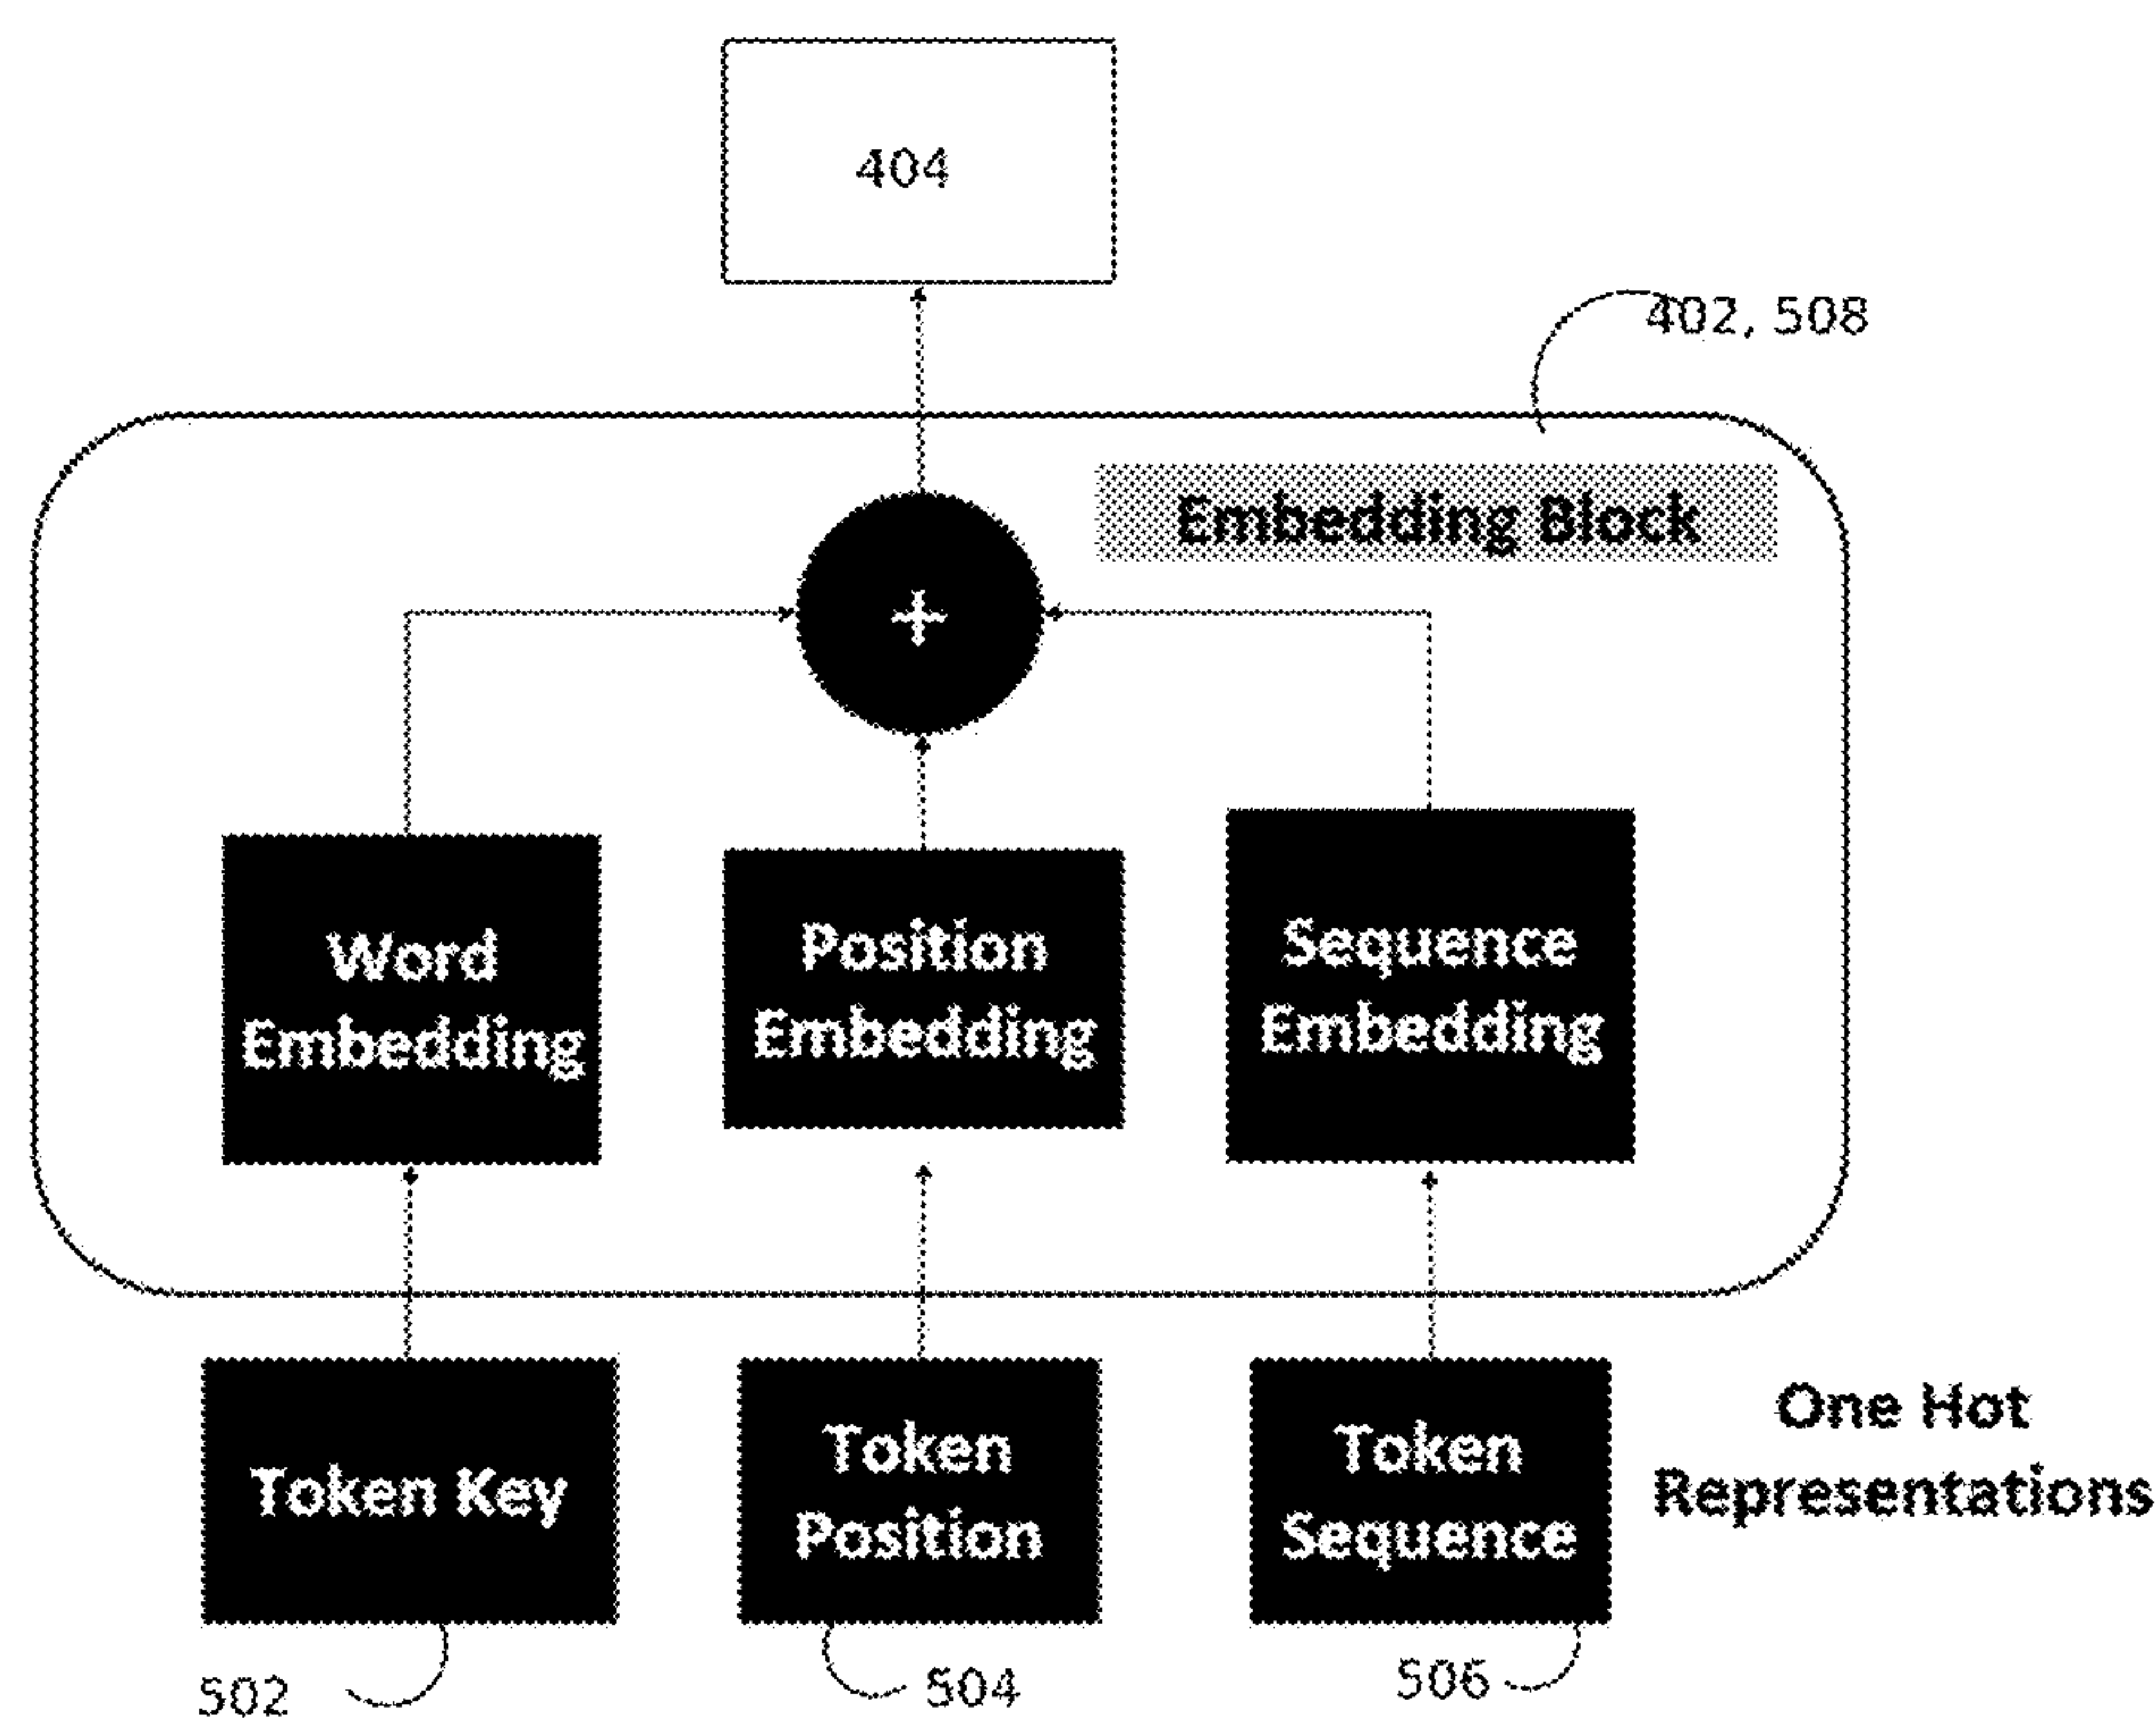 404
402, 508
Embedding Block
+
Word
Embedding
Position
Embedding
Sequence
Embedding
Token Key
Token
Position
Token
Sequence
One Hot
Representations
502
504
506